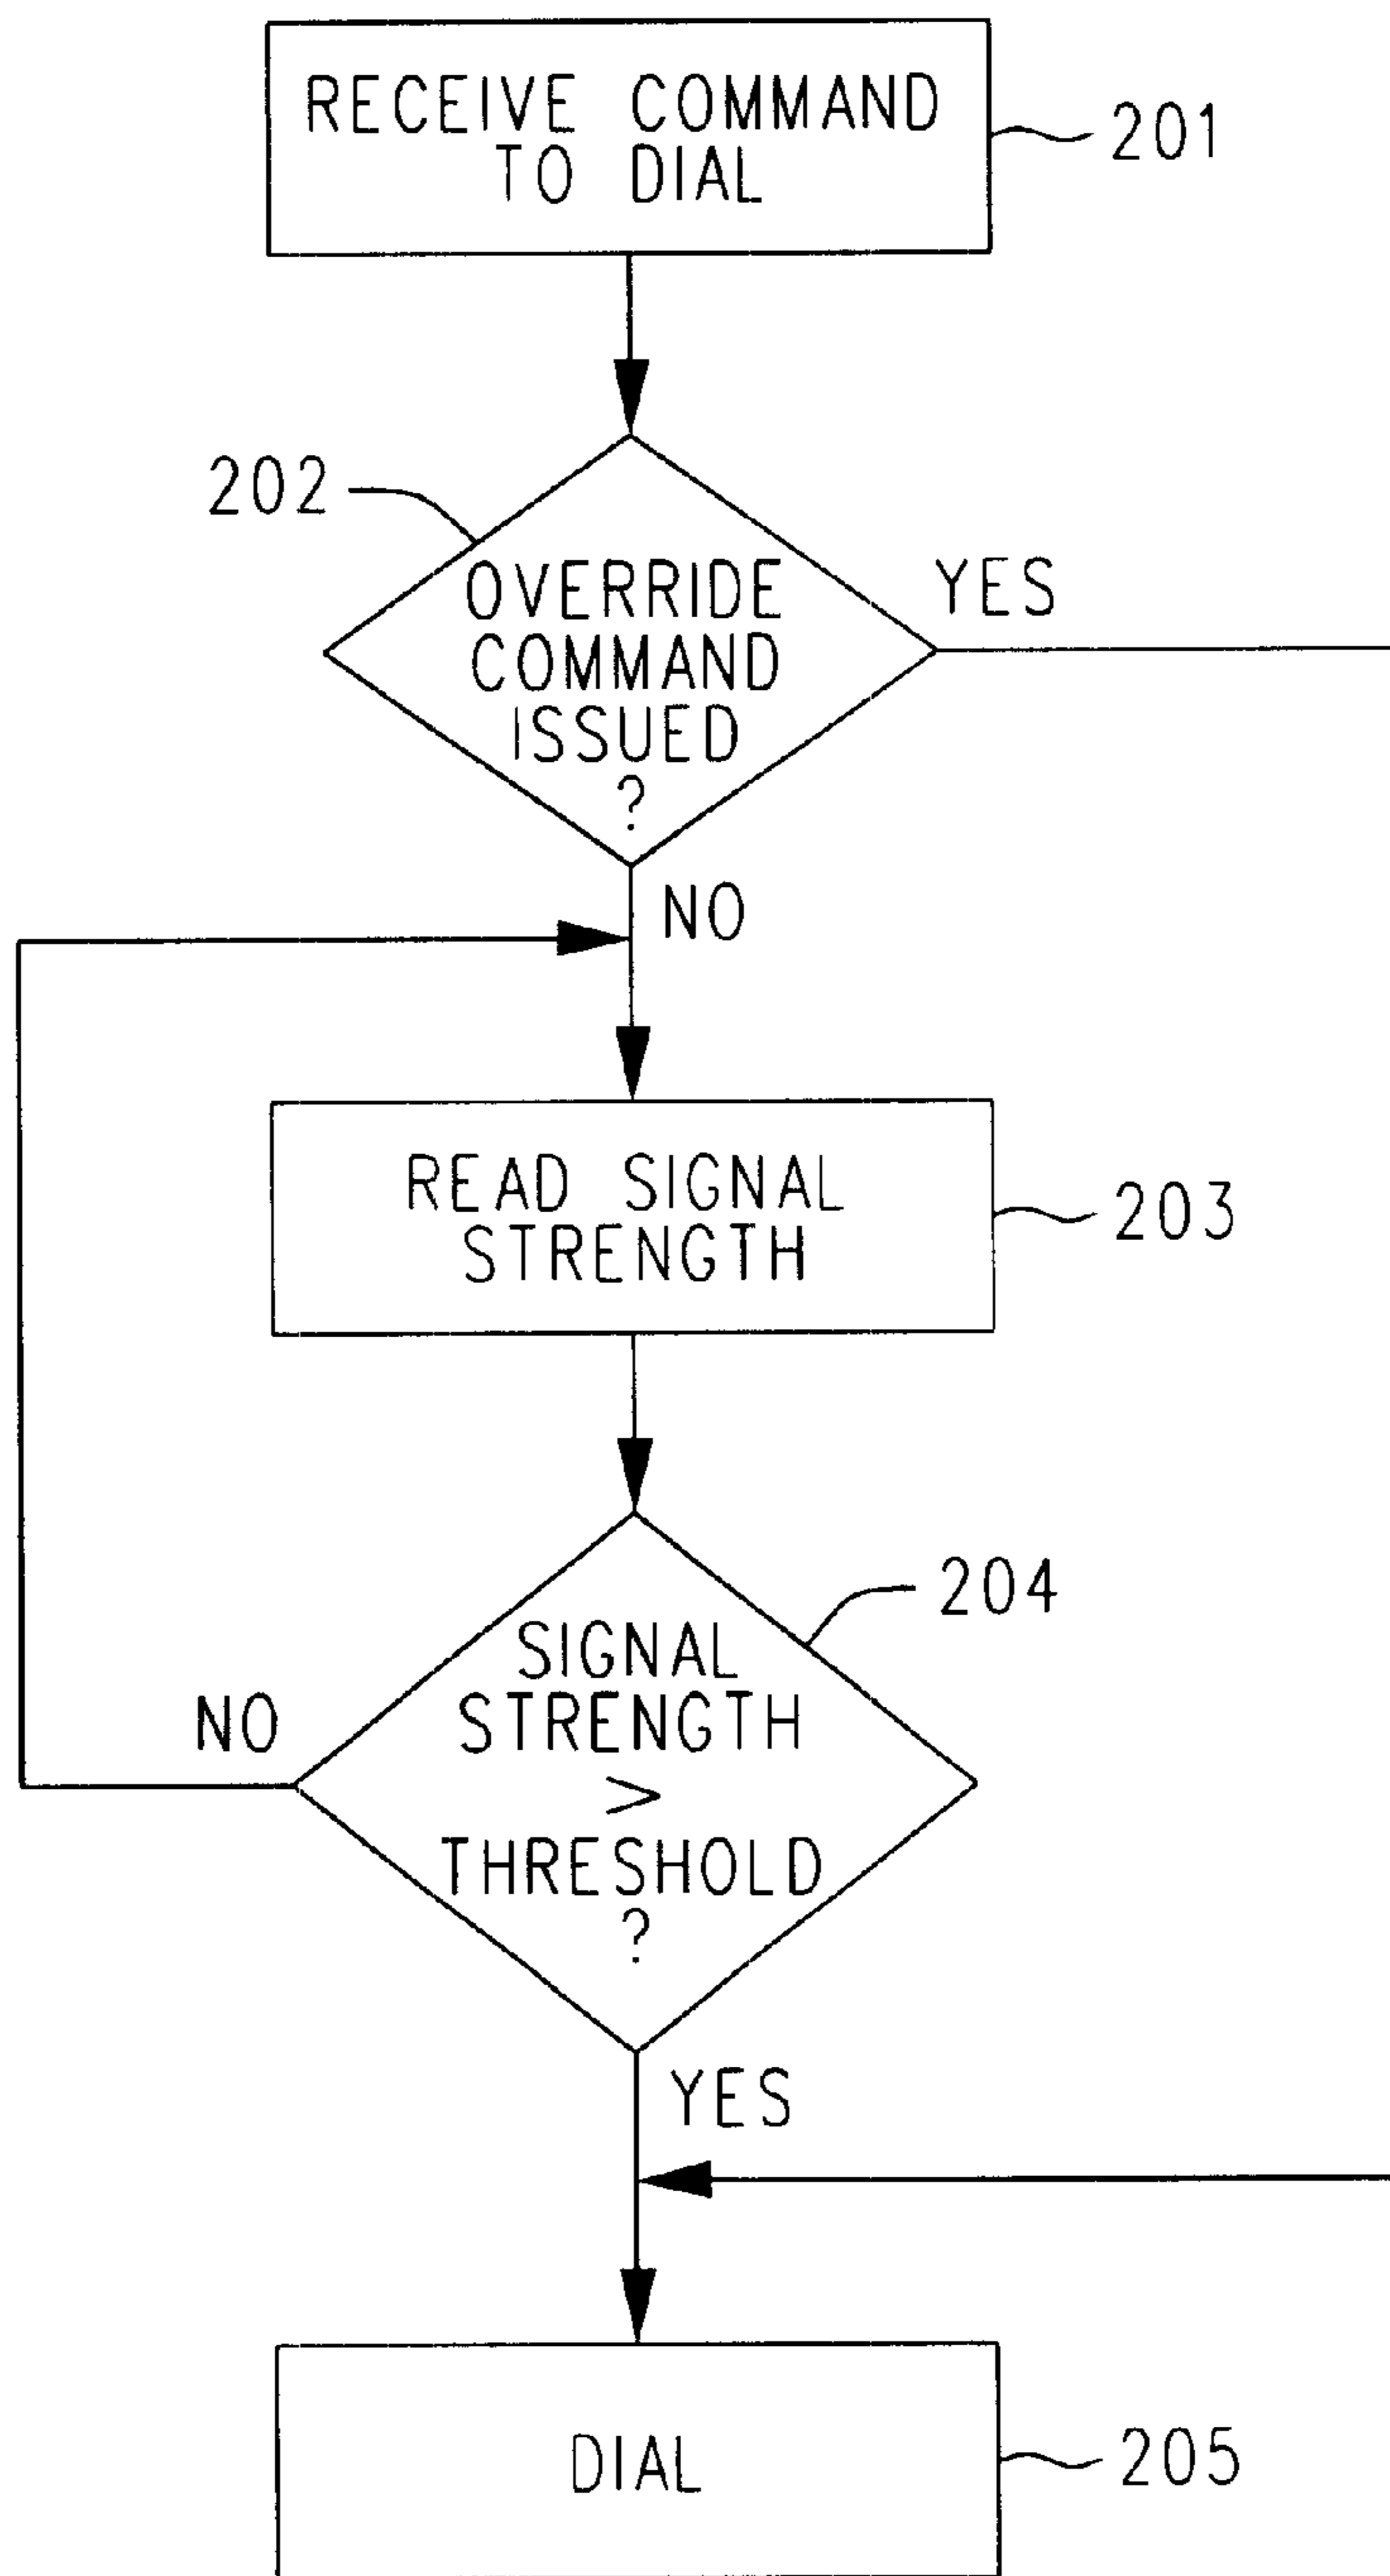 RECEIVE COMMAND
TO DIAL
201
202
OVERRIDE
COMMAND
ISSUED
?
YES
NO
READ SIGNAL
STRENGTH
203
204
SIGNAL
STRENGTH
>
THRESHOLD
?
NO
YES
DIAL
205